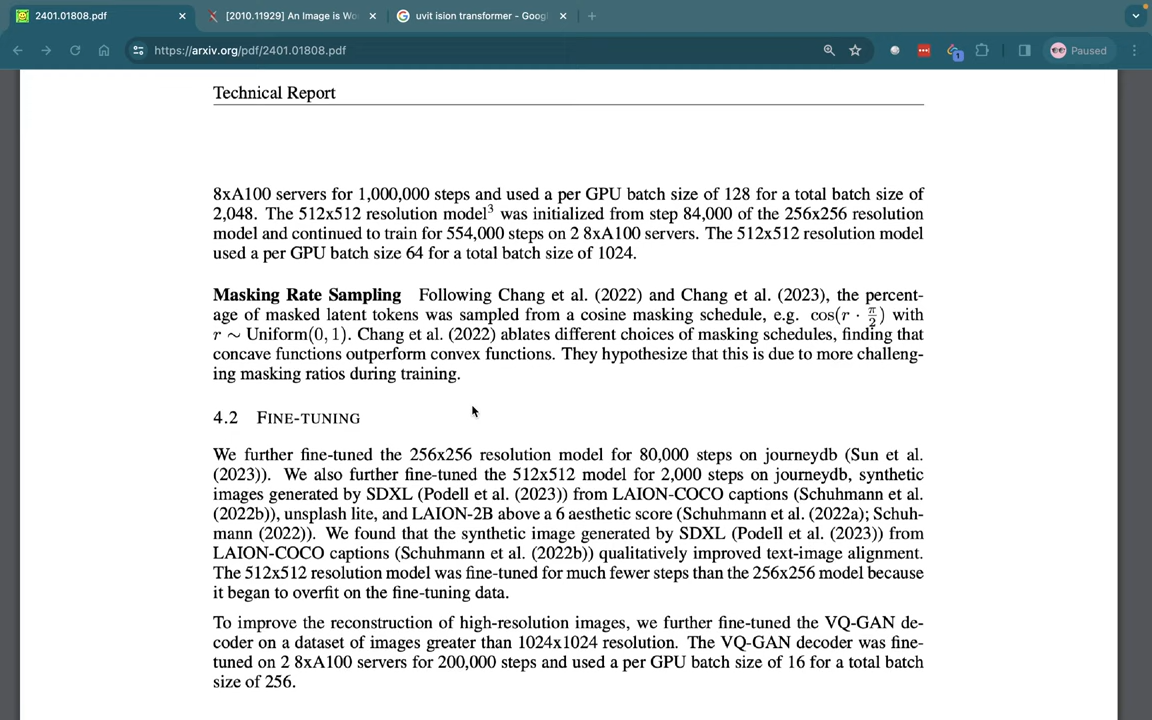 2401.01808.pdf
[2010.11929] An Image is Wo
uvit ision transformer - Goog
https://arxiv.org/pdf/2401.01808.pdf
1
Paused
Technical Report
8xA100 servers for 1,000,000 steps and used a per GPU batch size of 128 for a total batch size of
2,048. The 512x512 resolution model³ was initialized from step 84,000 of the 256x256 resolution
model and continued to train for 554,000 steps on 2 8xA100 servers. The 512x512 resolution model
used a per GPU batch size 64 for a total batch size of 1024.
Masking Rate Sampling Following Chang et al. (2022) and Chang et al. (2023), the percent-
age of masked latent tokens was sampled from a cosine masking schedule, e.g. cos(r · π/2) with
r ∼ Uniform(0, 1). Chang et al. (2022) ablates different choices of masking schedules, finding that
concave functions outperform convex functions. They hypothesize that this is due to more challeng-
ing masking ratios during training.
4.2 FINE-TUNING
We further fine-tuned the 256x256 resolution model for 80,000 steps on journeydb (Sun et al.
(2023)). We also further fine-tuned the 512x512 model for 2,000 steps on journeydb, synthetic
images generated by SDXL (Podell et al. (2023)) from LAION-COCO captions (Schuhmann et al.
(2022b)), unsplash lite, and LAION-2B above a 6 aesthetic score (Schuhmann et al. (2022a); Schuh-
mann (2022)). We found that the synthetic image generated by SDXL (Podell et al. (2023)) from
LAION-COCO captions (Schuhmann et al. (2022b)) qualitatively improved text-image alignment.
The 512x512 resolution model was fine-tuned for much fewer steps than the 256x256 model because
it began to overfit on the fine-tuning data.
To improve the reconstruction of high-resolution images, we further fine-tuned the VQ-GAN de-
coder on a dataset of images greater than 1024x1024 resolution. The VQ-GAN decoder was fine-
tuned on 2 8xA100 servers for 200,000 steps and used a per GPU batch size of 16 for a total batch
size of 256.